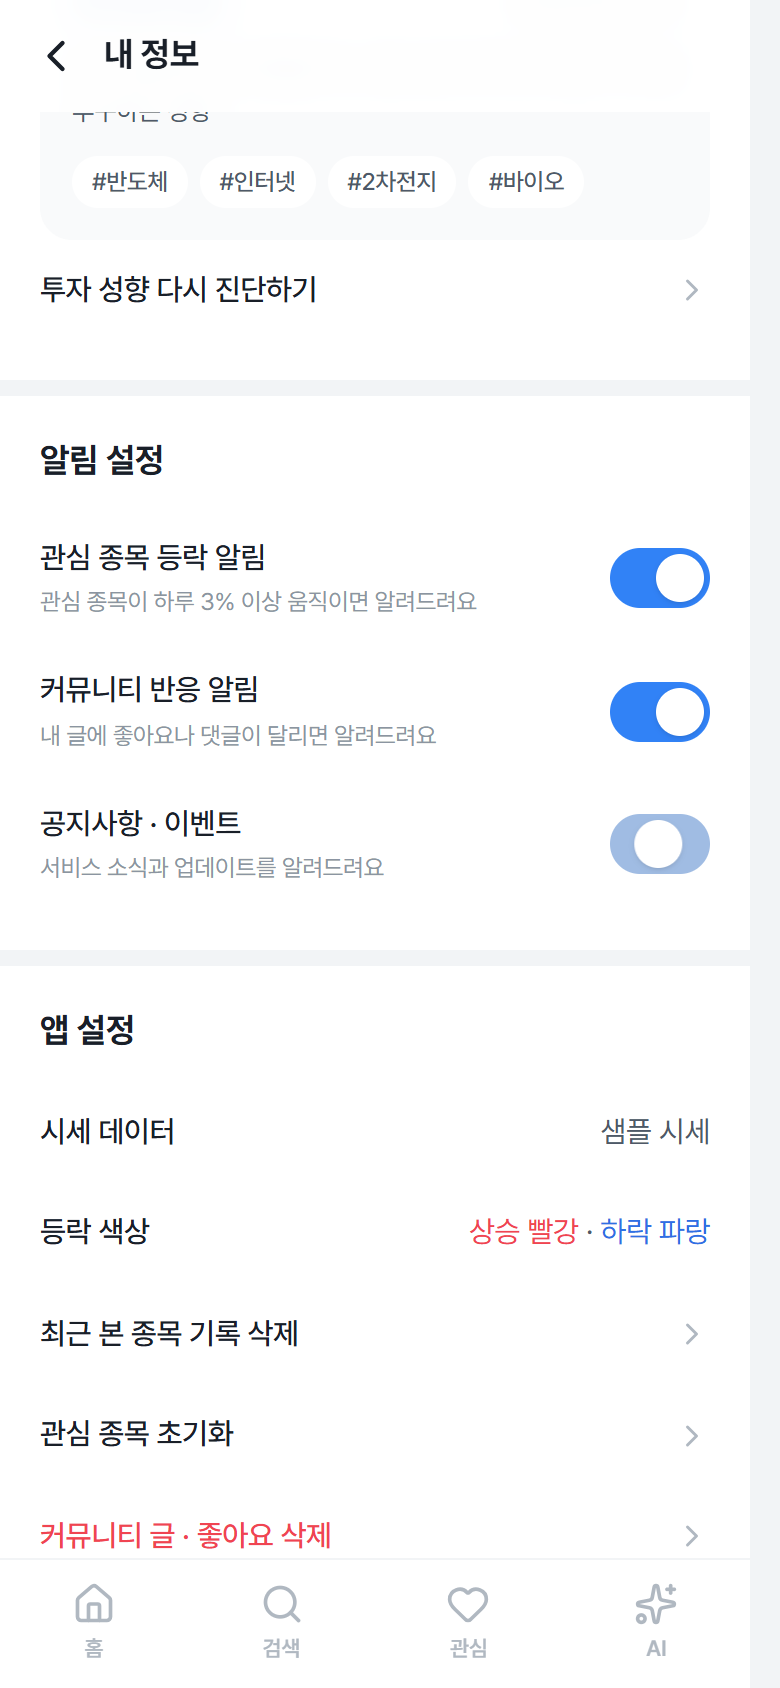 내 정보
#반도체 #인터넷 #2차전지 #바이오
투자 성향 다시 진단하기
알림 설정
관심 종목 등락 알림
관심 종목이 하루 3% 이상 움직이면 알려드려요
커뮤니티 반응 알림
내 글에 좋아요나 댓글이 달리면 알려드려요
공지사항 · 이벤트
서비스 소식과 업데이트를 알려드려요
앱 설정
시세 데이터 샘플 시세
등락 색상 상승 빨강 · 하락 파랑
최근 본 종목 기록 삭제
관심 종목 초기화
커뮤니티 글 · 좋아요 삭제
홈 검색 관심 AI